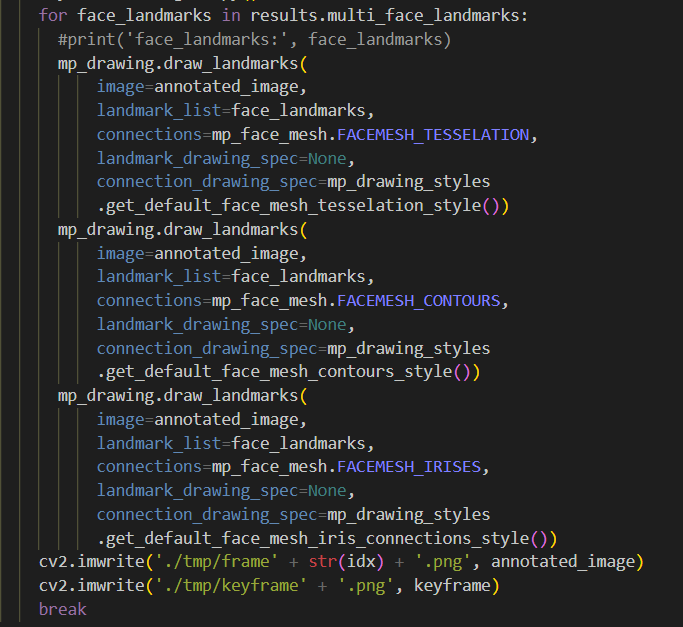 for face_landmarks in results.multi_face_landmarks:
#print('face_landmarks:', face_landmarks)
mp_drawing.draw_landmarks(
image=annotated_image,
landmark_list=face_landmarks,
connections=mp_face_mesh.FACEMESH_TESSELATION,
landmark_drawing_spec=None,
connection_drawing_spec=mp_drawing_styles
.get_default_face_mesh_tesselation_style())
mp_drawing.draw_landmarks(
image=annotated_image,
landmark_list=face_landmarks,
connections=mp_face_mesh.FACEMESH_CONTOURS,
landmark_drawing_spec=None,
connection_drawing_spec=mp_drawing_styles
.get_default_face_mesh_contours_style())
mp_drawing.draw_landmarks(
image=annotated_image,
landmark_list=face_landmarks,
connections=mp_face_mesh.FACEMESH_IRISES,
landmark_drawing_spec=None,
connection_drawing_spec=mp_drawing_styles
.get_default_face_mesh_iris_connections_style())
cv2.imwrite('./tmp/frame' + str(idx) + '.png', annotated_image)
cv2.imwrite('./tmp/keyframe' + '.png', keyframe)
break